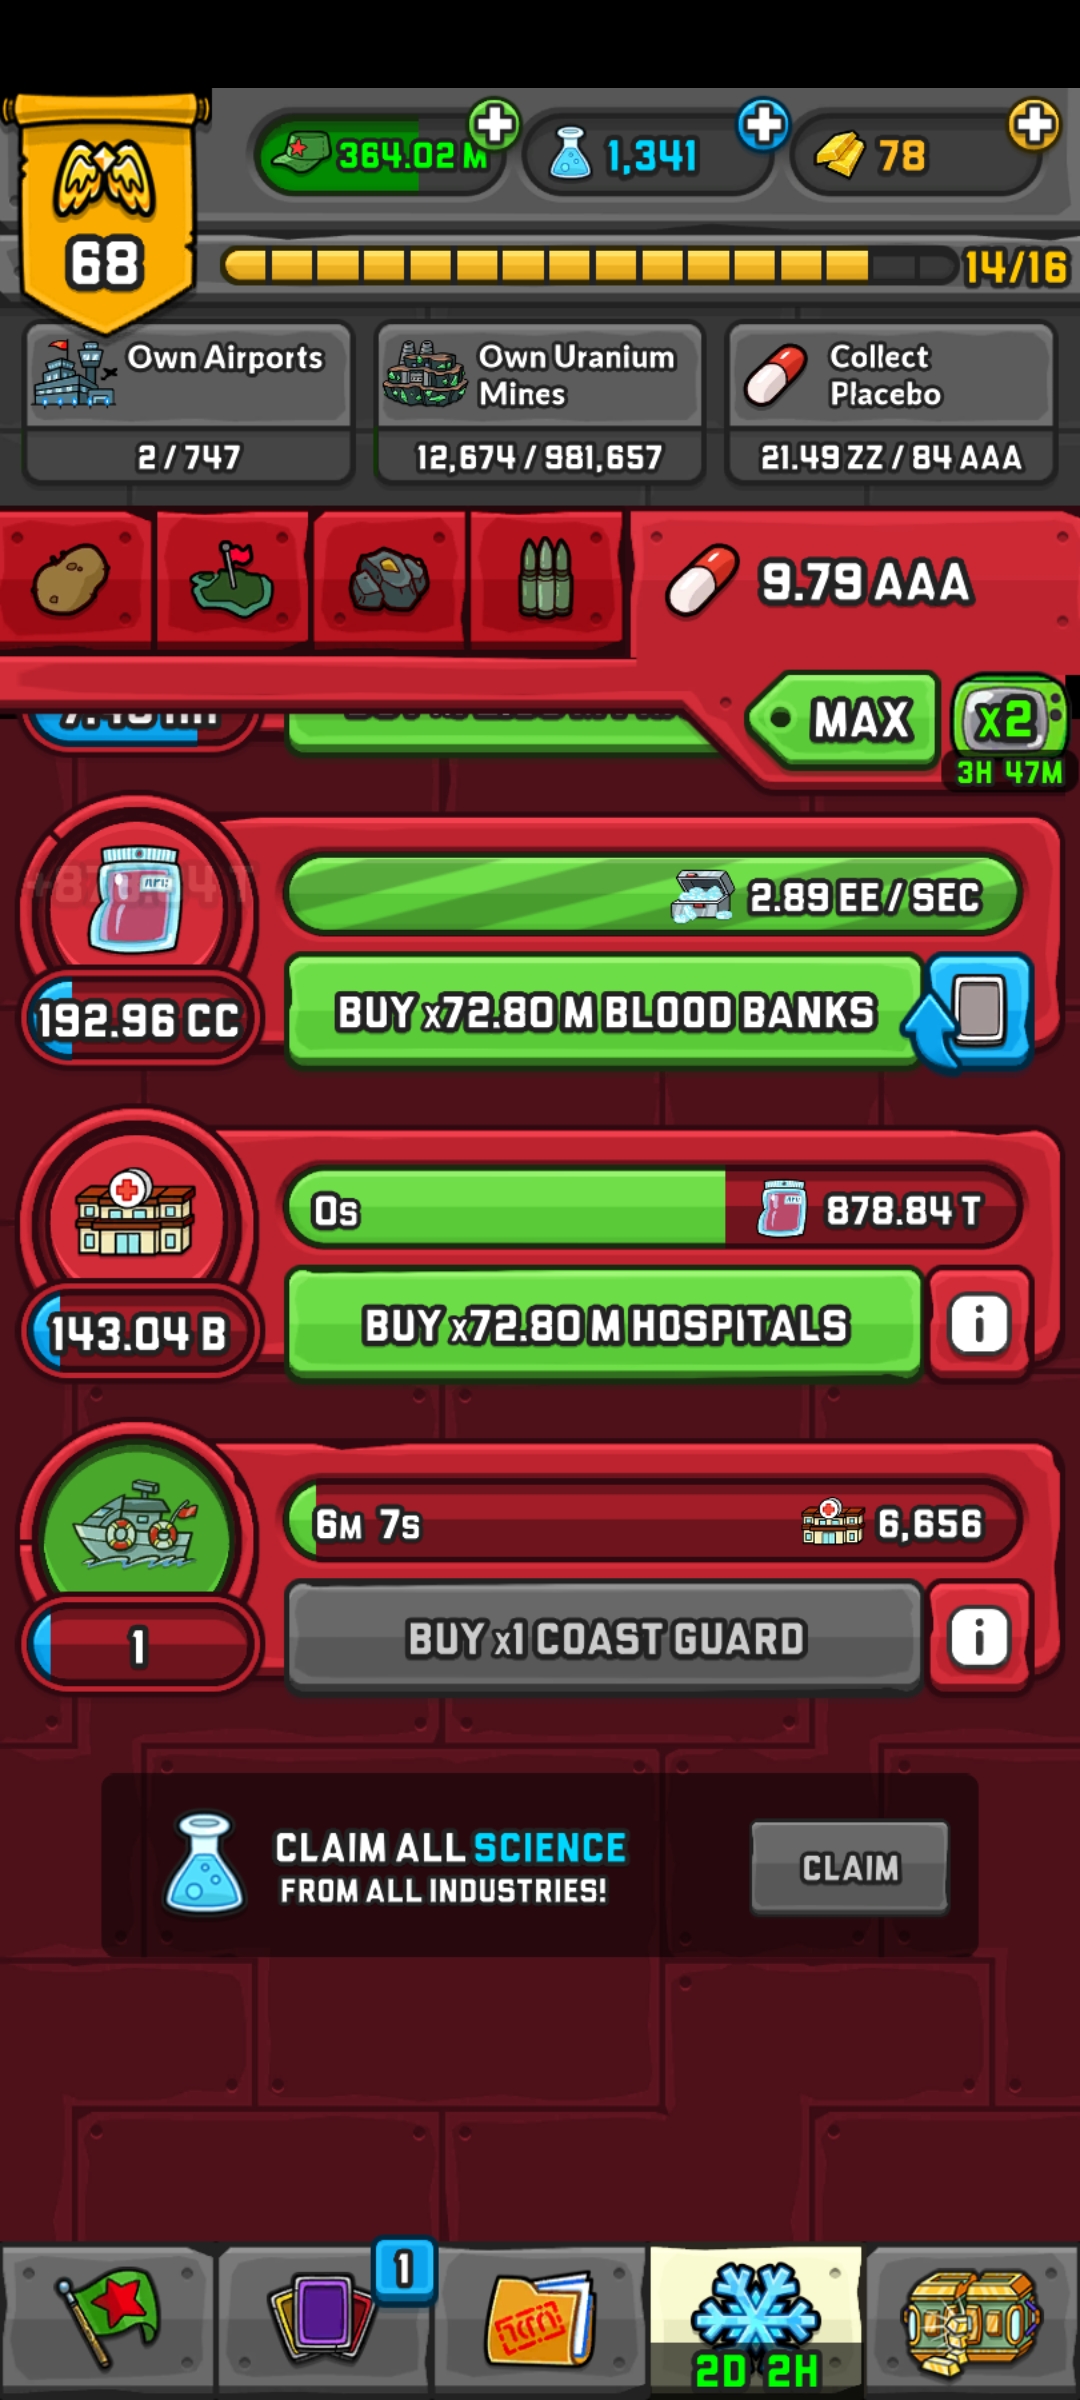 364.02 M
1,341
78
68
14/16
Own Airports
2 / 747
Own Uranium
Mines
12,674 / 981,657
Collect
Placebo
21.49 ZZ / 84 AAA
9.79 AAA
MAX
x2
3H 47M
2.89 EE / SEC
192.96 CC
BUY x72.80 M BLOOD BANKS
0s
878.84 T
143.04 B
BUY x72.80 M HOSPITALS
i
6M 7s
6,656
1
BUY x1 COAST GUARD
i
CLAIM ALL SCIENCE
FROM ALL INDUSTRIES!
CLAIM
1
2D 2H